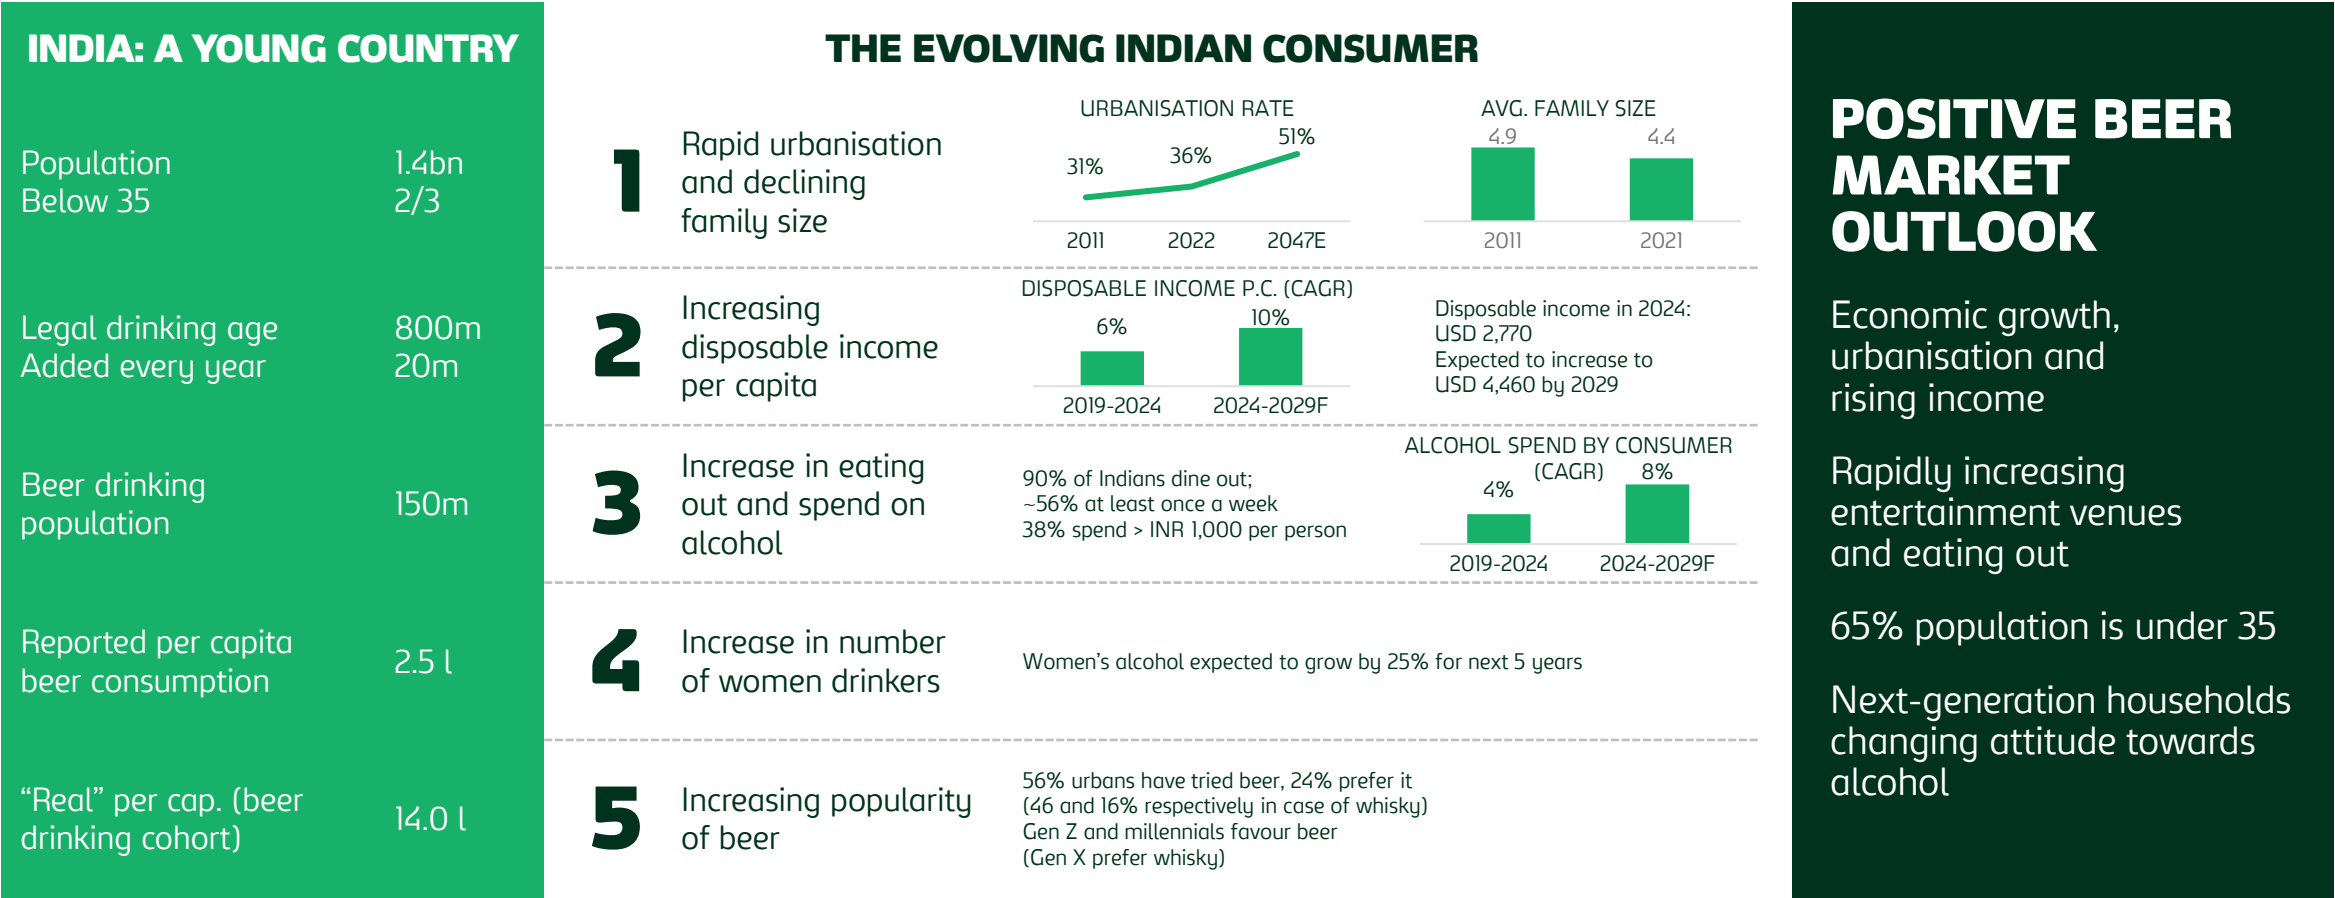 INDIA: A YOUNG COUNTRY
Population 1.4bn
Below 35 2/3
Legal drinking age 800m
Added every year 20m
Beer drinking
population 150m
Reported per capita
beer consumption 2.5 l
“Real” per cap. (beer
drinking cohort) 14.0 l
THE EVOLVING INDIAN CONSUMER
1
Rapid urbanisation
and declining
family size
URBANISATION RATE
31% 36% 51%
2011 2022 2047E
AVG. FAMILY SIZE
4.9 4.4
2011 2021
2
Increasing
disposable income
per capita
DISPOSABLE INCOME P.C. (CAGR)
6% 10%
2019-2024 2024-2029F
Disposable income in 2024:
USD 2,770
Expected to increase to
USD 4,460 by 2029
3
Increase in eating
out and spend on
alcohol
90% of Indians dine out;
~56% at least once a week
38% spend > INR 1,000 per person
ALCOHOL SPEND BY CONSUMER
(CAGR)
4% 8%
2019-2024 2024-2029F
4
Increase in number
of women drinkers
Women’s alcohol expected to grow by 25% for next 5 years
5
Increasing popularity
of beer
56% urbans have tried beer, 24% prefer it
(46 and 16% respectively in case of whisky)
Gen Z and millennials favour beer
(Gen X prefer whisky)
POSITIVE BEER
MARKET
OUTLOOK
Economic growth,
urbanisation and
rising income
Rapidly increasing
entertainment venues
and eating out
65% population is under 35
Next-generation households
changing attitude towards
alcohol